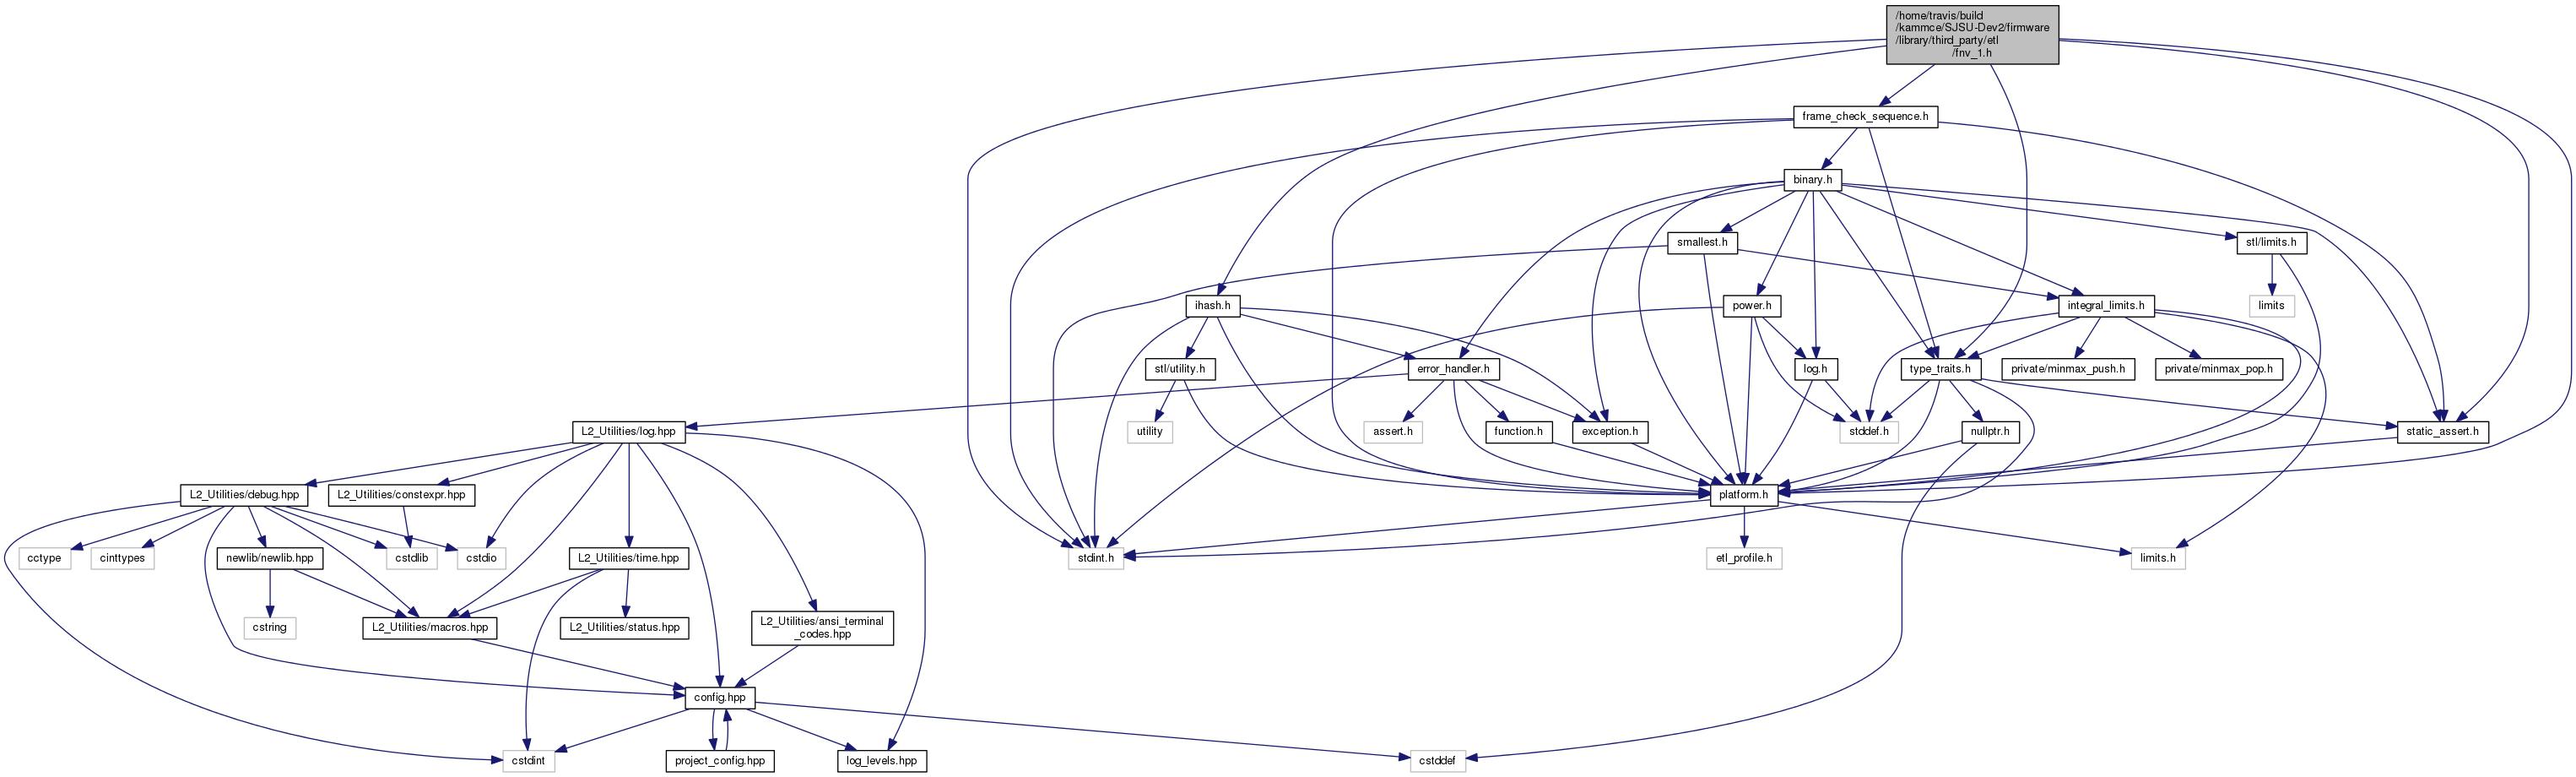 /home/travis/build
/kammce/SJSU-Dev2/firmware
/library/third_party/etl
/fnv_1.h
frame_check_sequence.h
binary.h
smallest.h
stl/limits.h
ihash.h
power.h
integral_limits.h
limits
stl/utility.h
error_handler.h
log.h
type_traits.h
private/minmax_push.h
private/minmax_pop.h
L2_Utilities/log.hpp
utility
assert.h
function.h
exception.h
stddef.h
nullptr.h
static_assert.h
L2_Utilities/debug.hpp
L2_Utilities/constexpr.hpp
platform.h
cctype
cinttypes
newlib/newlib.hpp
cstdlib
cstdio
L2_Utilities/time.hpp
stdint.h
etl_profile.h
limits.h
cstring
L2_Utilities/macros.hpp
L2_Utilities/status.hpp
L2_Utilities/ansi_terminal
_codes.hpp
config.hpp
cstdint
project_config.hpp
log_levels.hpp
cstddef